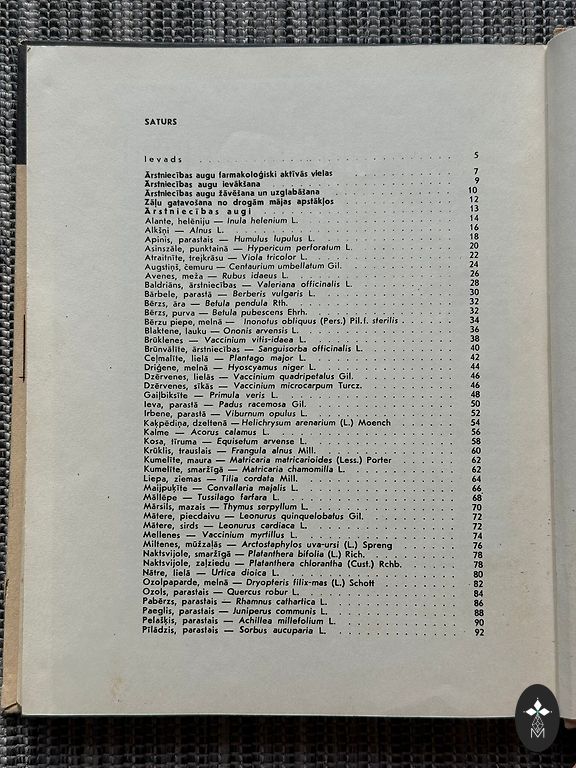 SATURS
Ievads . . . . . . . . . . . . . . . . . . . . . 5
Ārstniecības augu farmakoloģiski aktīvās vielas 7
Ārstniecības augu ievākšana 9
Ārstniecības augu žāvēšana un uzglabāšana 10
Zāļu gatavošana no drogām mājas apstākļos 12
Ārstniecības augi 13
Alante, helēniju — Inula helenium L. 14
Alkšņi — Alnus L. 16
Apinis, parastais — Humulus lupulus L. 18
Asinszāle, punktainā — Hypericum perforatum L. 20
Atraitnīte, trejkrāsu — Viola tricolor L. 22
Augstiņš, čemuru — Centaurium umbellatum Gil. 24
Avenes, meža — Rubus idaeus L. 26
Baldriāns, ārstniecības — Valeriana officinalis L. 28
Bārbele, parastā — Berberis vulgaris L. 30
Bērzs, āra — Betula pendula Rth. 32
Bērzs, purva — Betula pubescens Ehrh. 32
Bērzu piepe, melnā — Inonotus obliquus (Pers.) Pil.f. sterilis 34
Blaktene, lauku — Ononis arvensis L. 36
Brūklenes — Vaccinium vitis-idaea L. 38
Brūnvālīte, ārstniecības — Sanguisorba officinalis L. 40
Ceļmallte, lielā — Plantago major L. 42
Driģene, melnā — Hyoscyamus niger L. 44
Dzērvenes, lielās — Vaccinium quadripetalus Gil. 46
Dzērvenes, sīkās — Vaccinium microcarpum Turcz. 46
Gaiļbiksīte — Primula veris L. 48
Ieva, parastā — Padus racemosa Gil. 50
Irbene, parastā — Viburnum opulus L. 52
Kaķpēdiņa, dzeltenā — Helichrysum arenarium (L.) Moench 54
Kalme — Acorus calamus L. 56
Kosa, tīruma — Equisetum arvense L. 58
Krūklis, trauslais — Frangula alnus Mill. 60
Kumelīte, maura — Matricaria matricarioides (Less.) Porter 62
Kumelīte, smaržīgā — Matricaria chamomilla L. 62
Liepa, ziemas — Tilia cordata Mill. 64
Maijpuķīte — Convallaria majalis L. 66
Māllēpe — Tussilago farfara L. 68
Mārsils, mazais — Thymus serpyllum L. 70
Mātere, piecdaivu — Leonurus quinquelobatus Gil. 72
Mātere, sirds — Leonurus cardiaca L. 72
Mellenes — Vaccinium myrtillus L. 74
Miltenes, mūžzaļās — Arctostaphylos uva-ursi (L.) Spreng 76
Naktsvijole, smaržīgā — Platanthera bifolia (L.) Rich. 78
Naktsvijole, zaļziedu — Platanthera chlorantha (Cust.) Rchb. 78
Nātre, lielā — Urtica dioica L. 80
Ozolpaparde, melnā — Dryopteris filix-mas (L.) Schott 82
Ozols, parastais — Quercus robur L. 84
Pabērzs, parastais — Rhamnus cathartica L. 86
Paeglis, parastais — Juniperus communis L. 88
Pelašķis, parastais — Achillea millefolium L. 90
Pīlādzis, parastais — Sorbus aucuparia L. 92
M